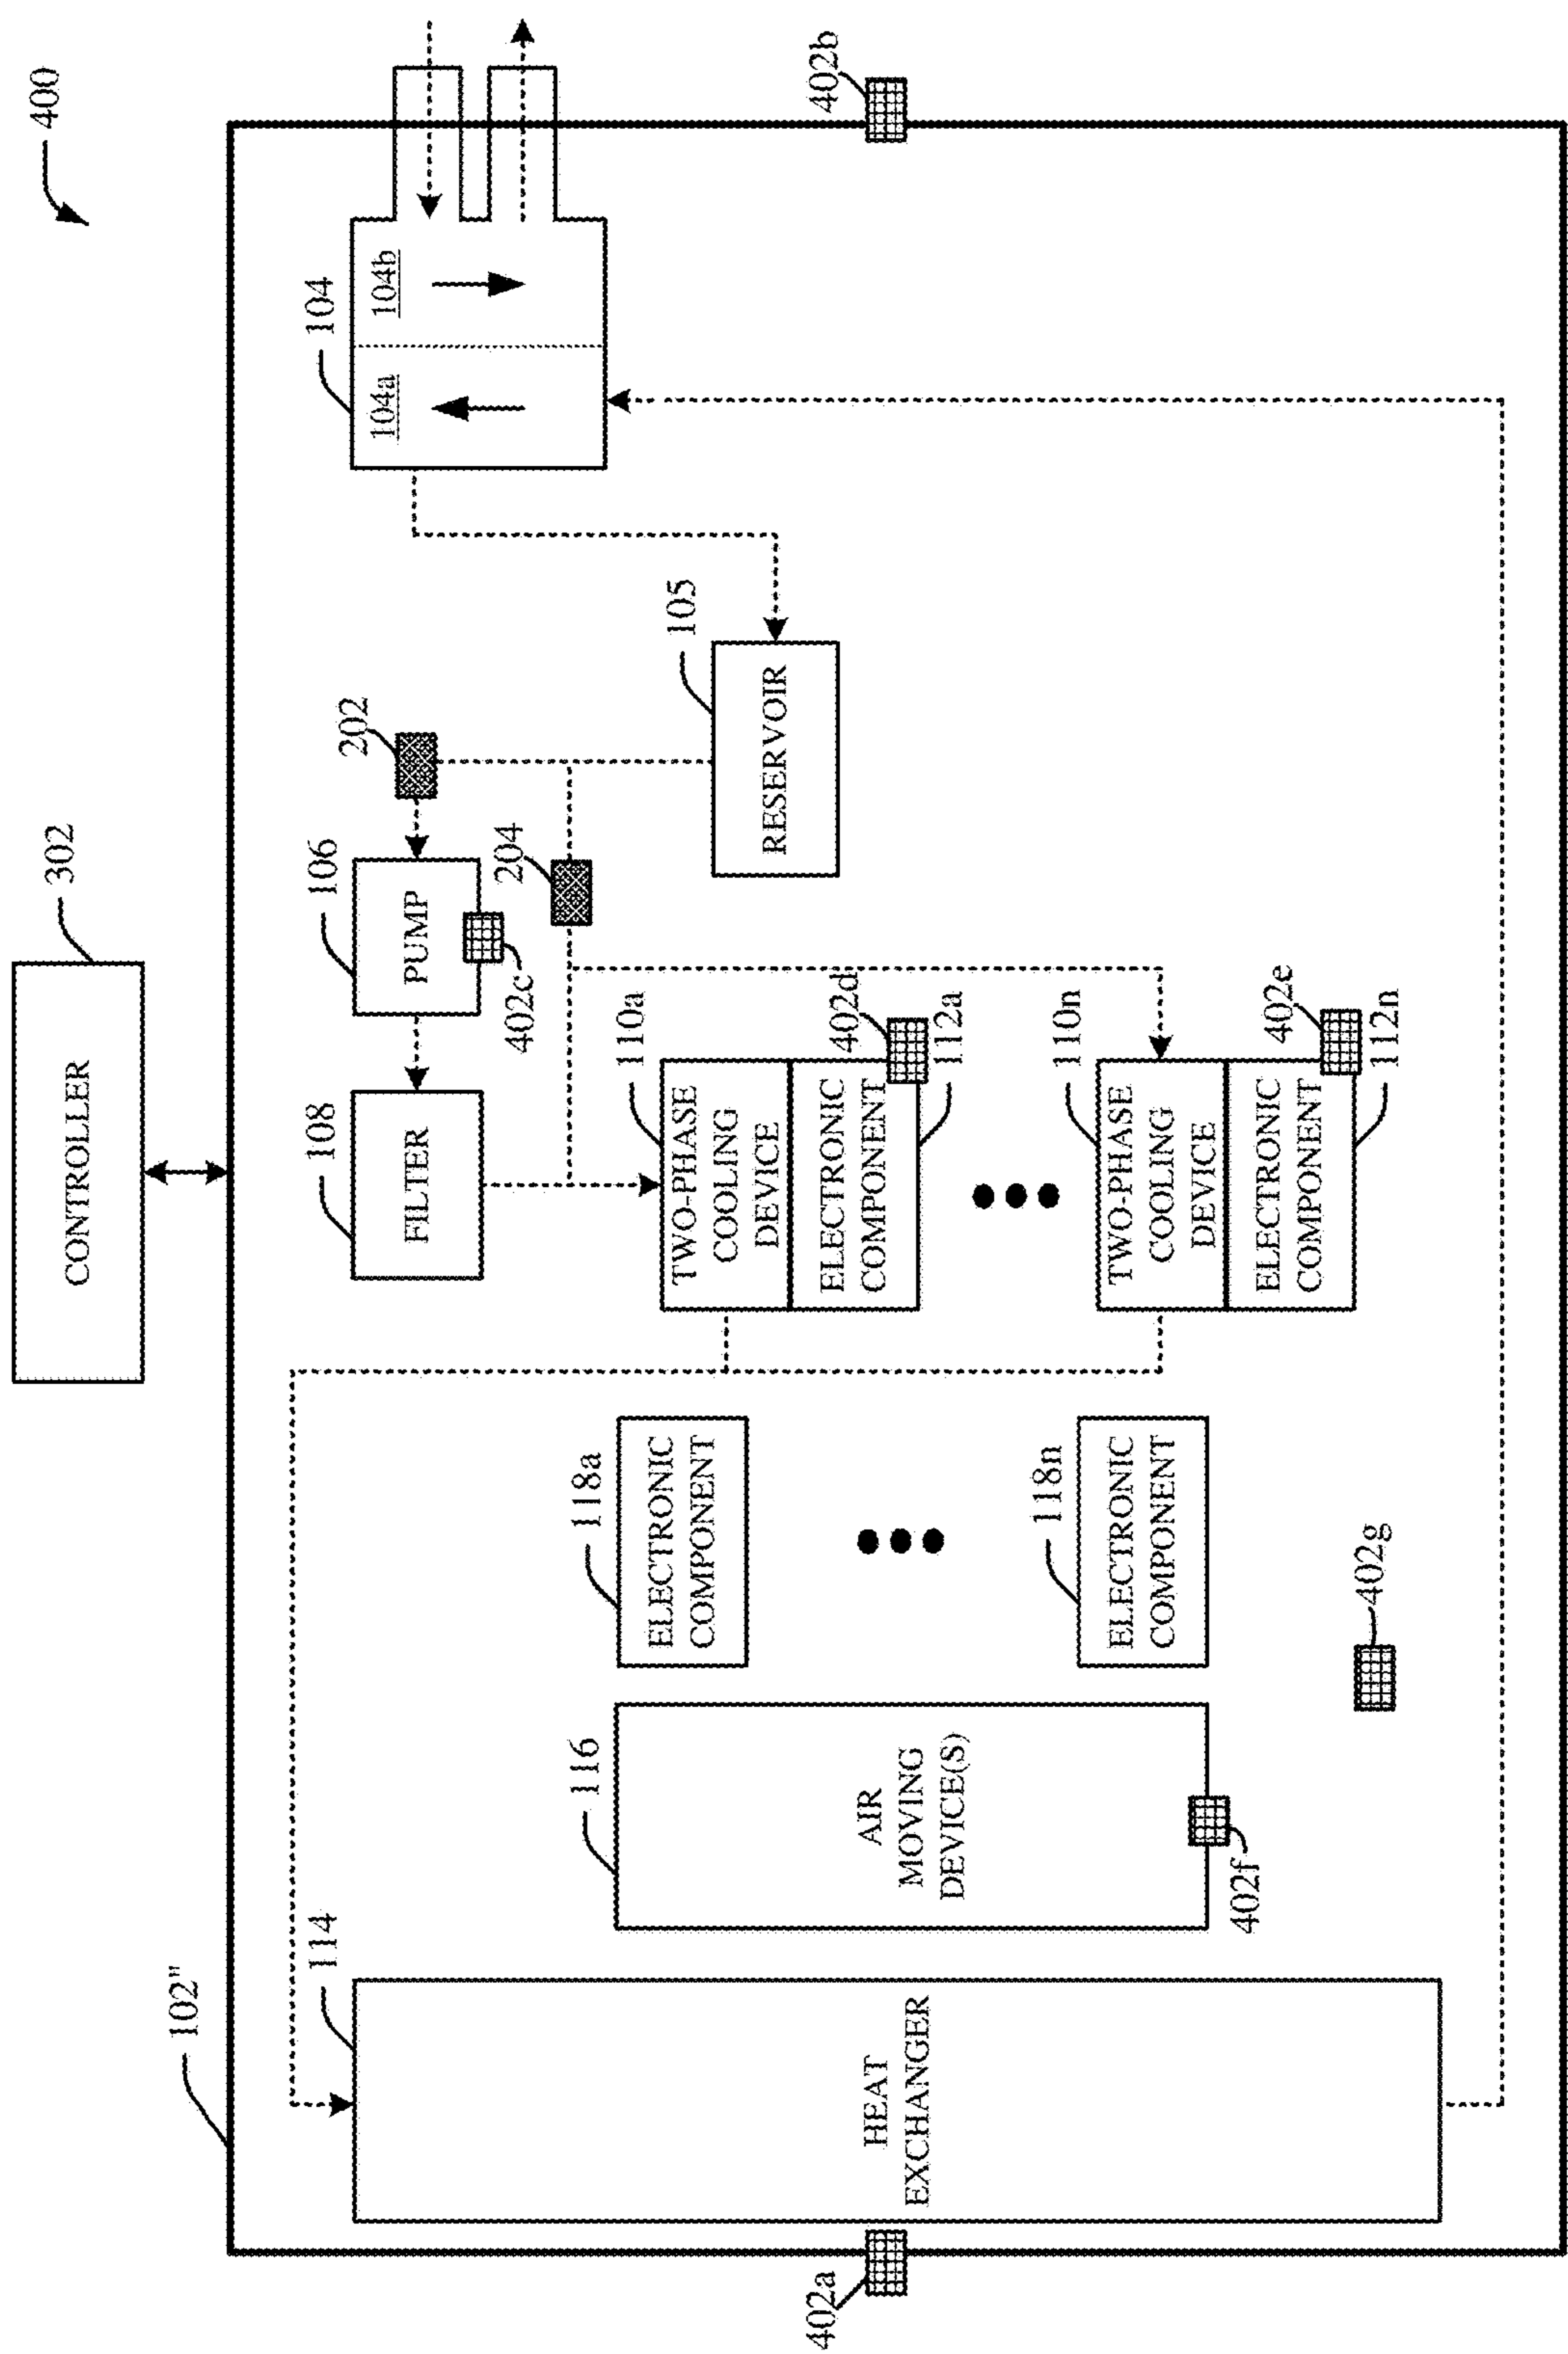 400
302
CONTROLLER
102"
114
HEAT
EXCHANGER
116
AIR
MOVING
DEVICE(S)
118a
ELECTRONIC
COMPONENT
118n
ELECTRONIC
COMPONENT
108
FILTER
106
PUMP
402c
202
204
104
104a
104b
105
RESERVOIR
110a
TWO-PHASE
COOLING
DEVICE
ELECTRONIC
COMPONENT
402d
112a
110n
TWO-PHASE
COOLING
DEVICE
ELECTRONIC
COMPONENT
402e
112n
402a
402b
402f
402g